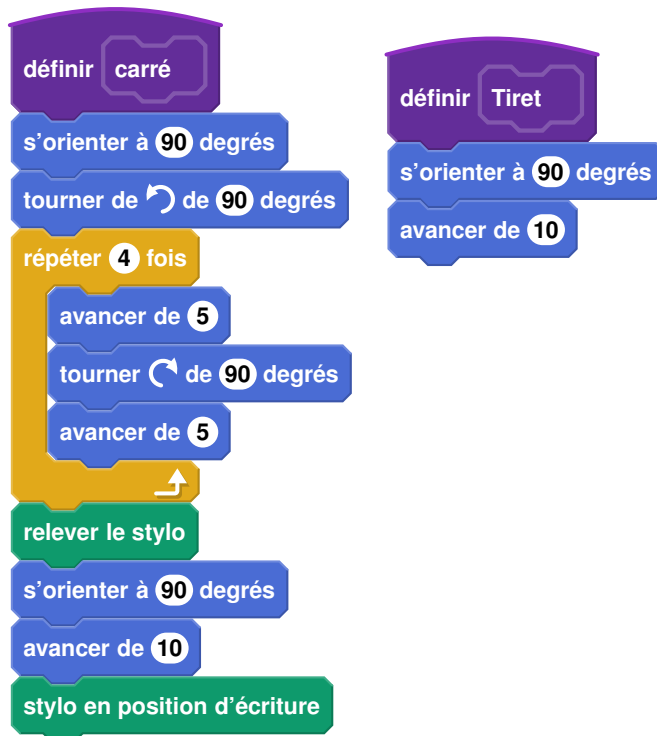 définir carré
s'orienter à 90 degrés
tourner de de 90 degrés
répéter 4 fois
avancer de 5
tourner de 90 degrés
avancer de 5
relever le stylo
s'orienter à 90 degrés
avancer de 10
stylo en position d'écriture
définir Tiret
s'orienter à 90 degrés
avancer de 10